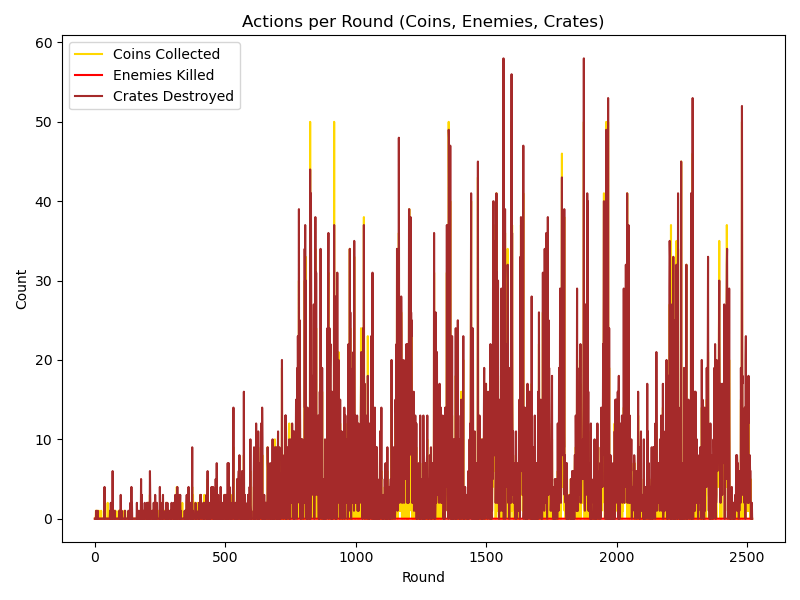 Actions per Round (Coins, Enemies, Crates)
Coins Collected
Enemies Killed
Crates Destroyed
60
50
40
30
20
10
0
Count
0 500 1000 1500 2000 2500
Round